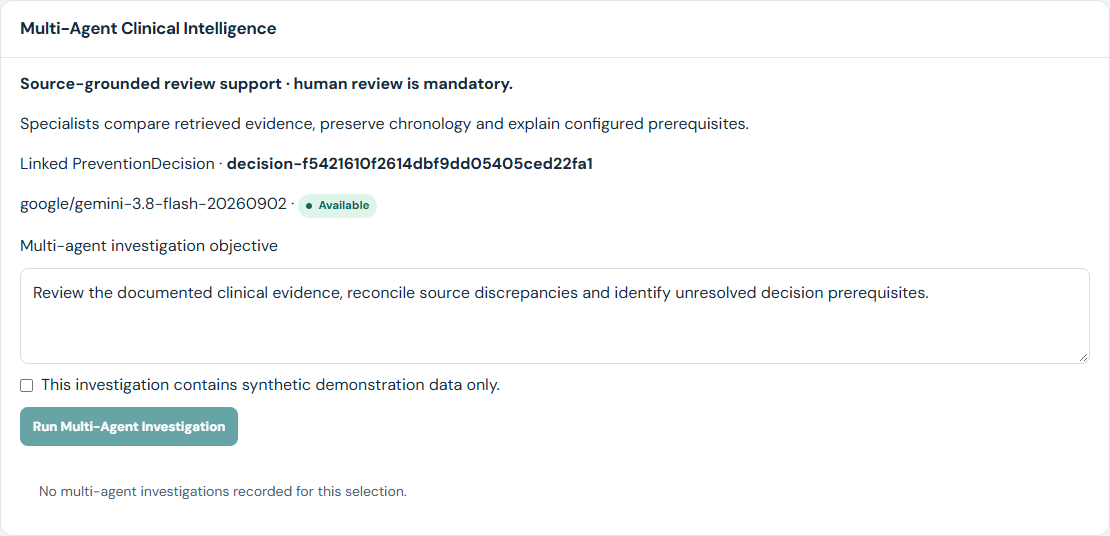 Multi-Agent Clinical Intelligence
Source-grounded review support · human review is mandatory.
Specialists compare retrieved evidence, preserve chronology and explain configured prerequisites.
Linked PreventionDecision · decision-f5421610f2614dbf9dd05405ced22fa1
google/gemini-3.8-flash-20260902 · Available
Multi-agent investigation objective
Review the documented clinical evidence, reconcile source discrepancies and identify unresolved decision prerequisites.
This investigation contains synthetic demonstration data only.
Run Multi-Agent Investigation
No multi-agent investigations recorded for this selection.